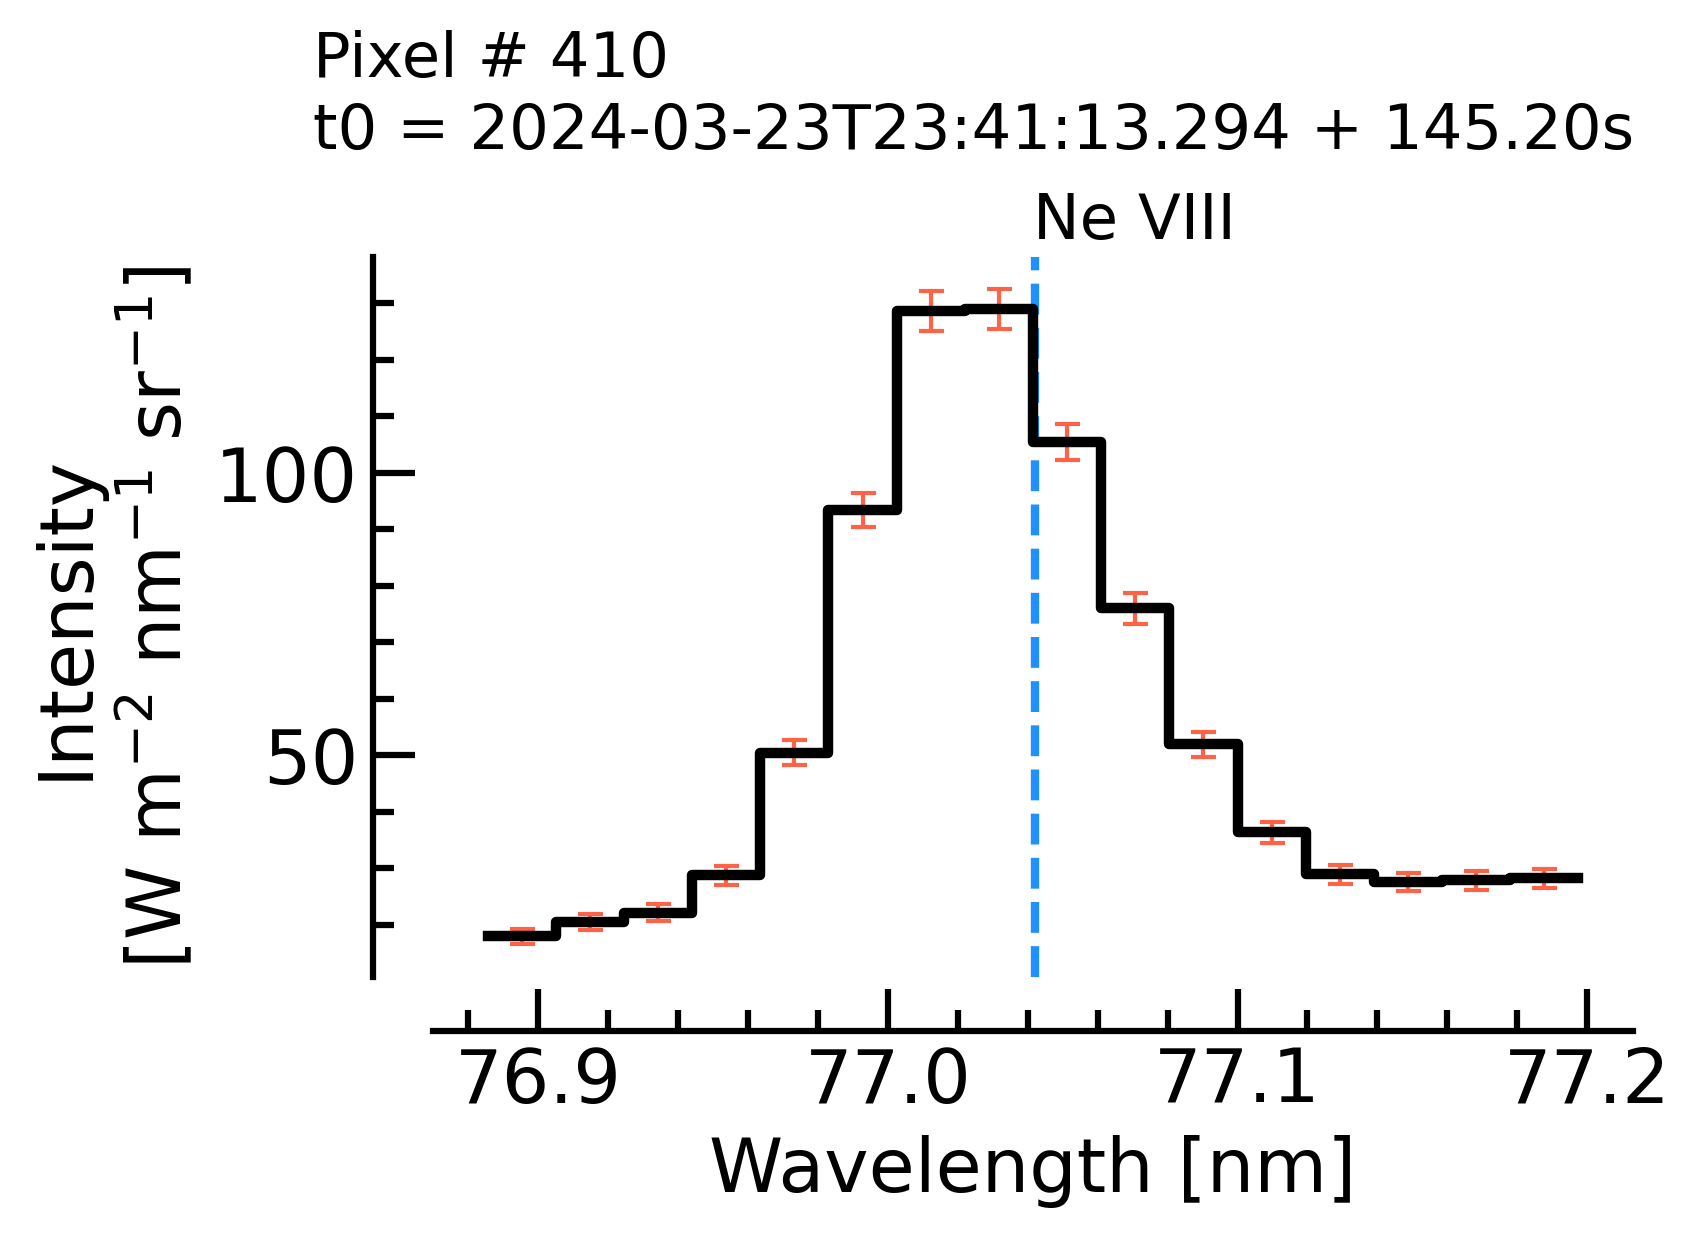 Pixel # 410
t0 = 2024-03-23T23:41:13.294 + 145.20s
Ne VIII
Intensity
[W m⁻² nm⁻¹ sr⁻¹]
100
50
76.9 77.0 77.1 77.2
Wavelength [nm]